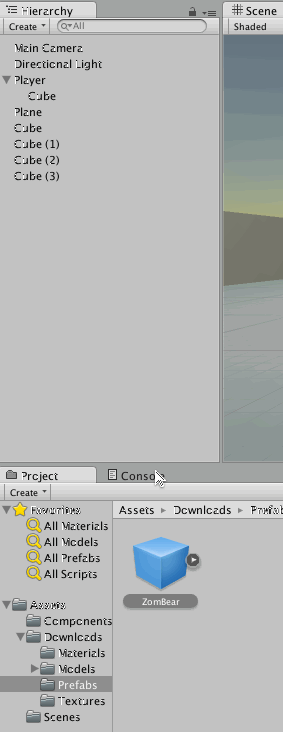 Hierarchy
Scene
Create
All
Shaded
Main Camera
Directional Light
Player
Cube
Plane
Cube
Cube (1)
Cube (2)
Cube (3)
Project
Console
Create
Favorites
All Materials
All Models
All Prefabs
All Scripts
Assets
Components
Downloads
Materials
Models
Prefabs
Textures
Scenes
Assets ▸ Downloads ▸ Prefab
ZomBear